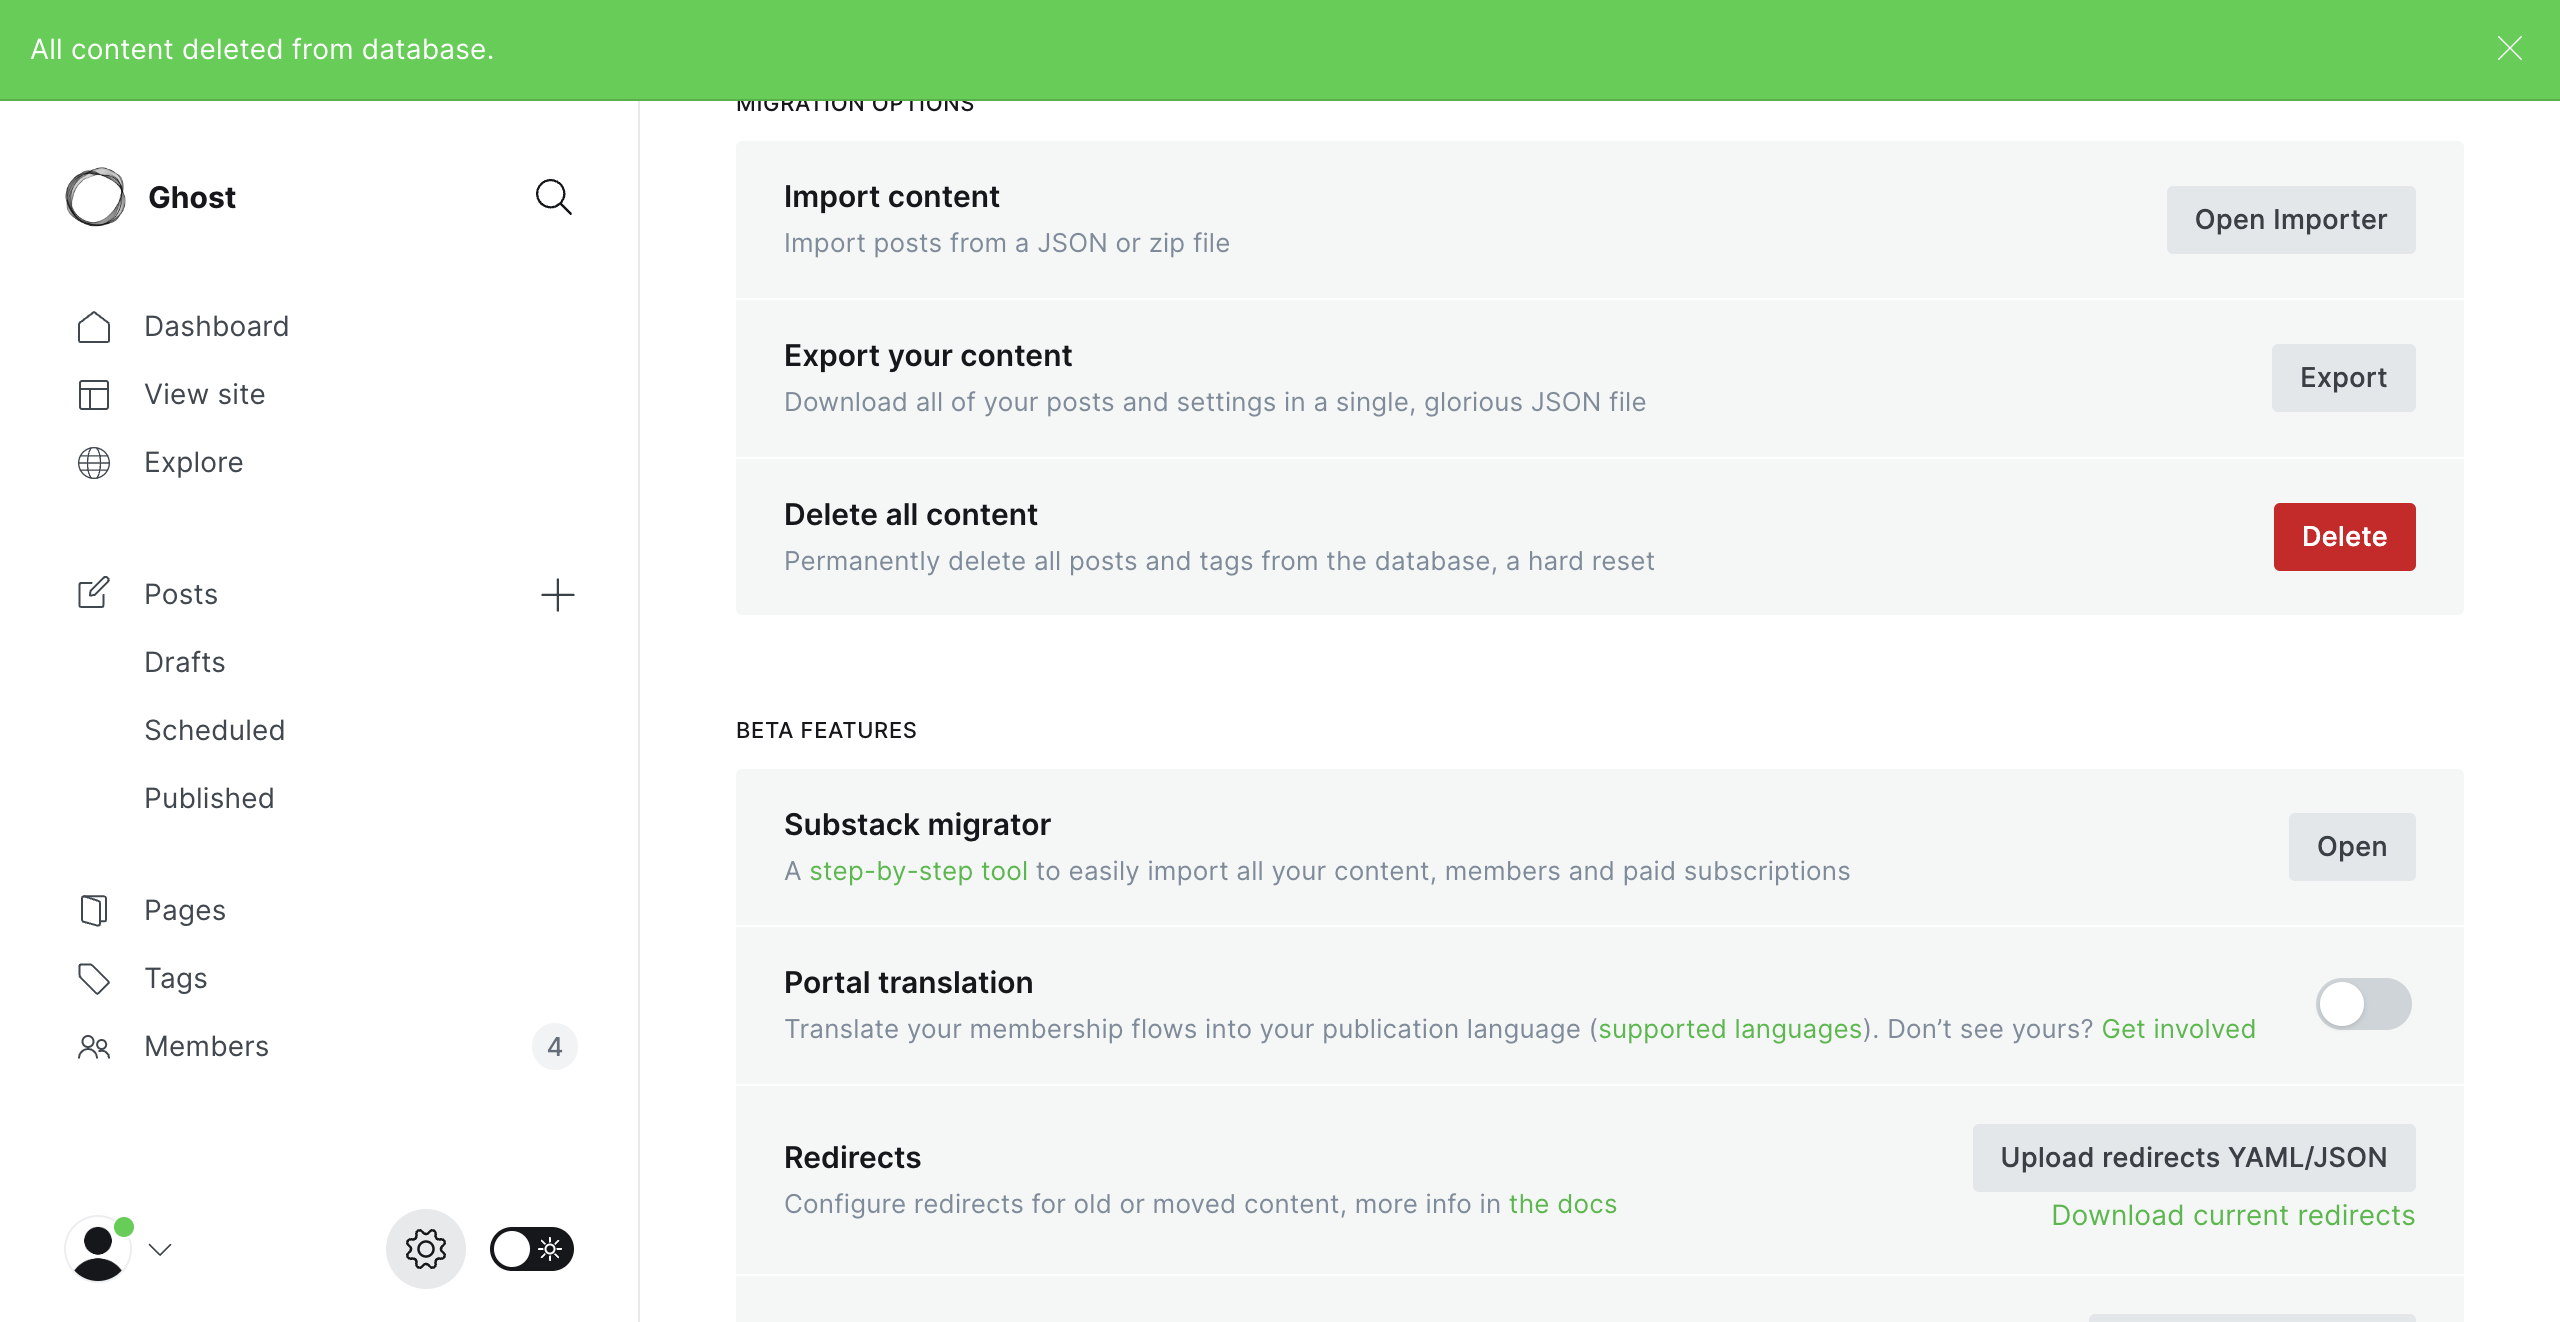 All content deleted from database.
MIGRATION OPTIONS
Ghost
Dashboard
View site
Explore
Posts
Drafts
Scheduled
Published
Pages
Tags
Members
4
Import content
Import posts from a JSON or zip file
Open Importer
Export your content
Download all of your posts and settings in a single, glorious JSON file
Export
Delete all content
Permanently delete all posts and tags from the database, a hard reset
Delete
BETA FEATURES
Substack migrator
A step-by-step tool to easily import all your content, members and paid subscriptions
Open
Portal translation
Translate your membership flows into your publication language (supported languages). Don’t see yours? Get involved
Redirects
Configure redirects for old or moved content, more info in the docs
Upload redirects YAML/JSON
Download current redirects